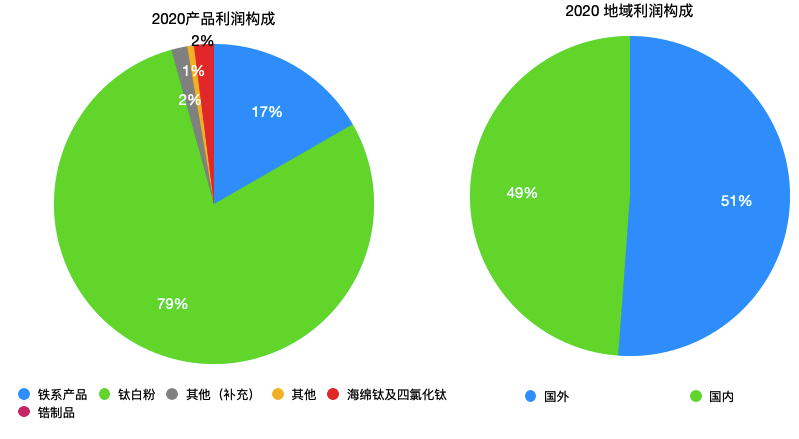 2020产品利润构成
2%
1%
2%
17%
79%
铁系产品 钛白粉 其他（补充） 其他 海绵钛及四氯化钛
锆制品
2020 地域利润构成
49%
51%
国外 国内